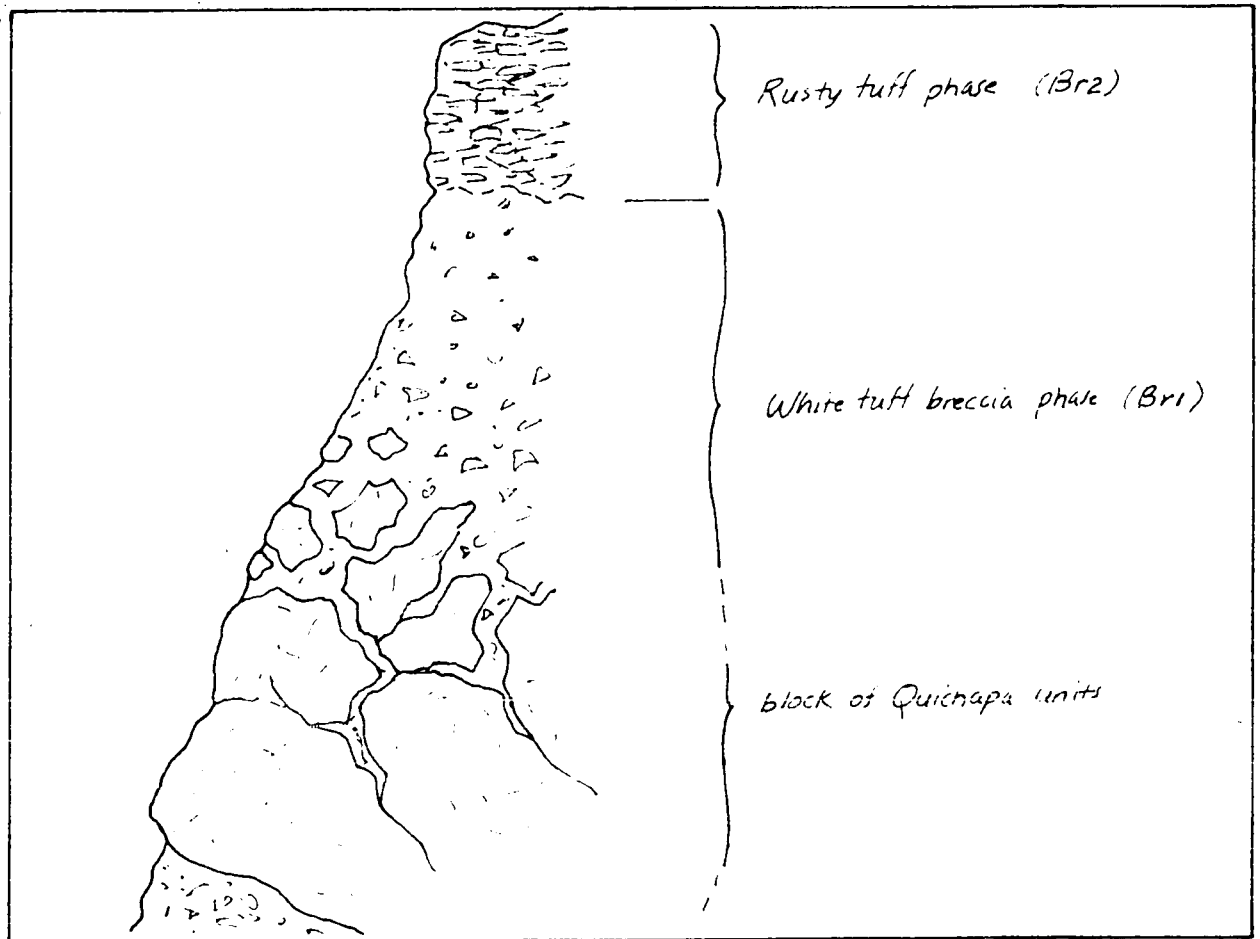 Rusty tuff phase (Br2)
White tuff breccia phase (Br1)
block of Quichapa units